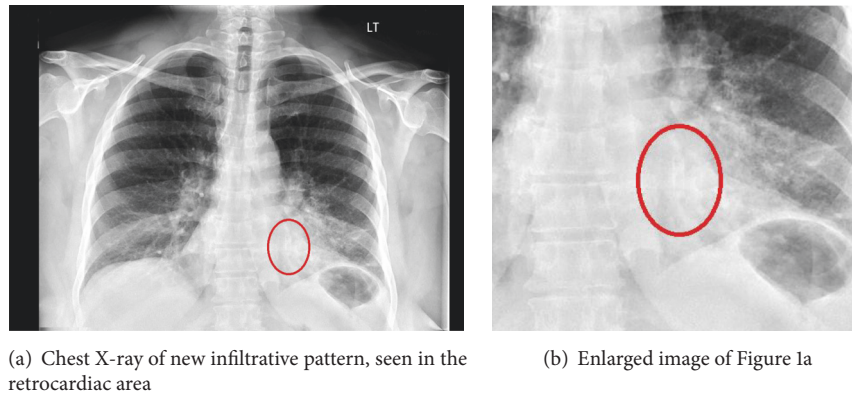 LT
(a) Chest X-ray of new infiltrative pattern, seen in the
retrocardiac area
(b) Enlarged image of Figure 1a